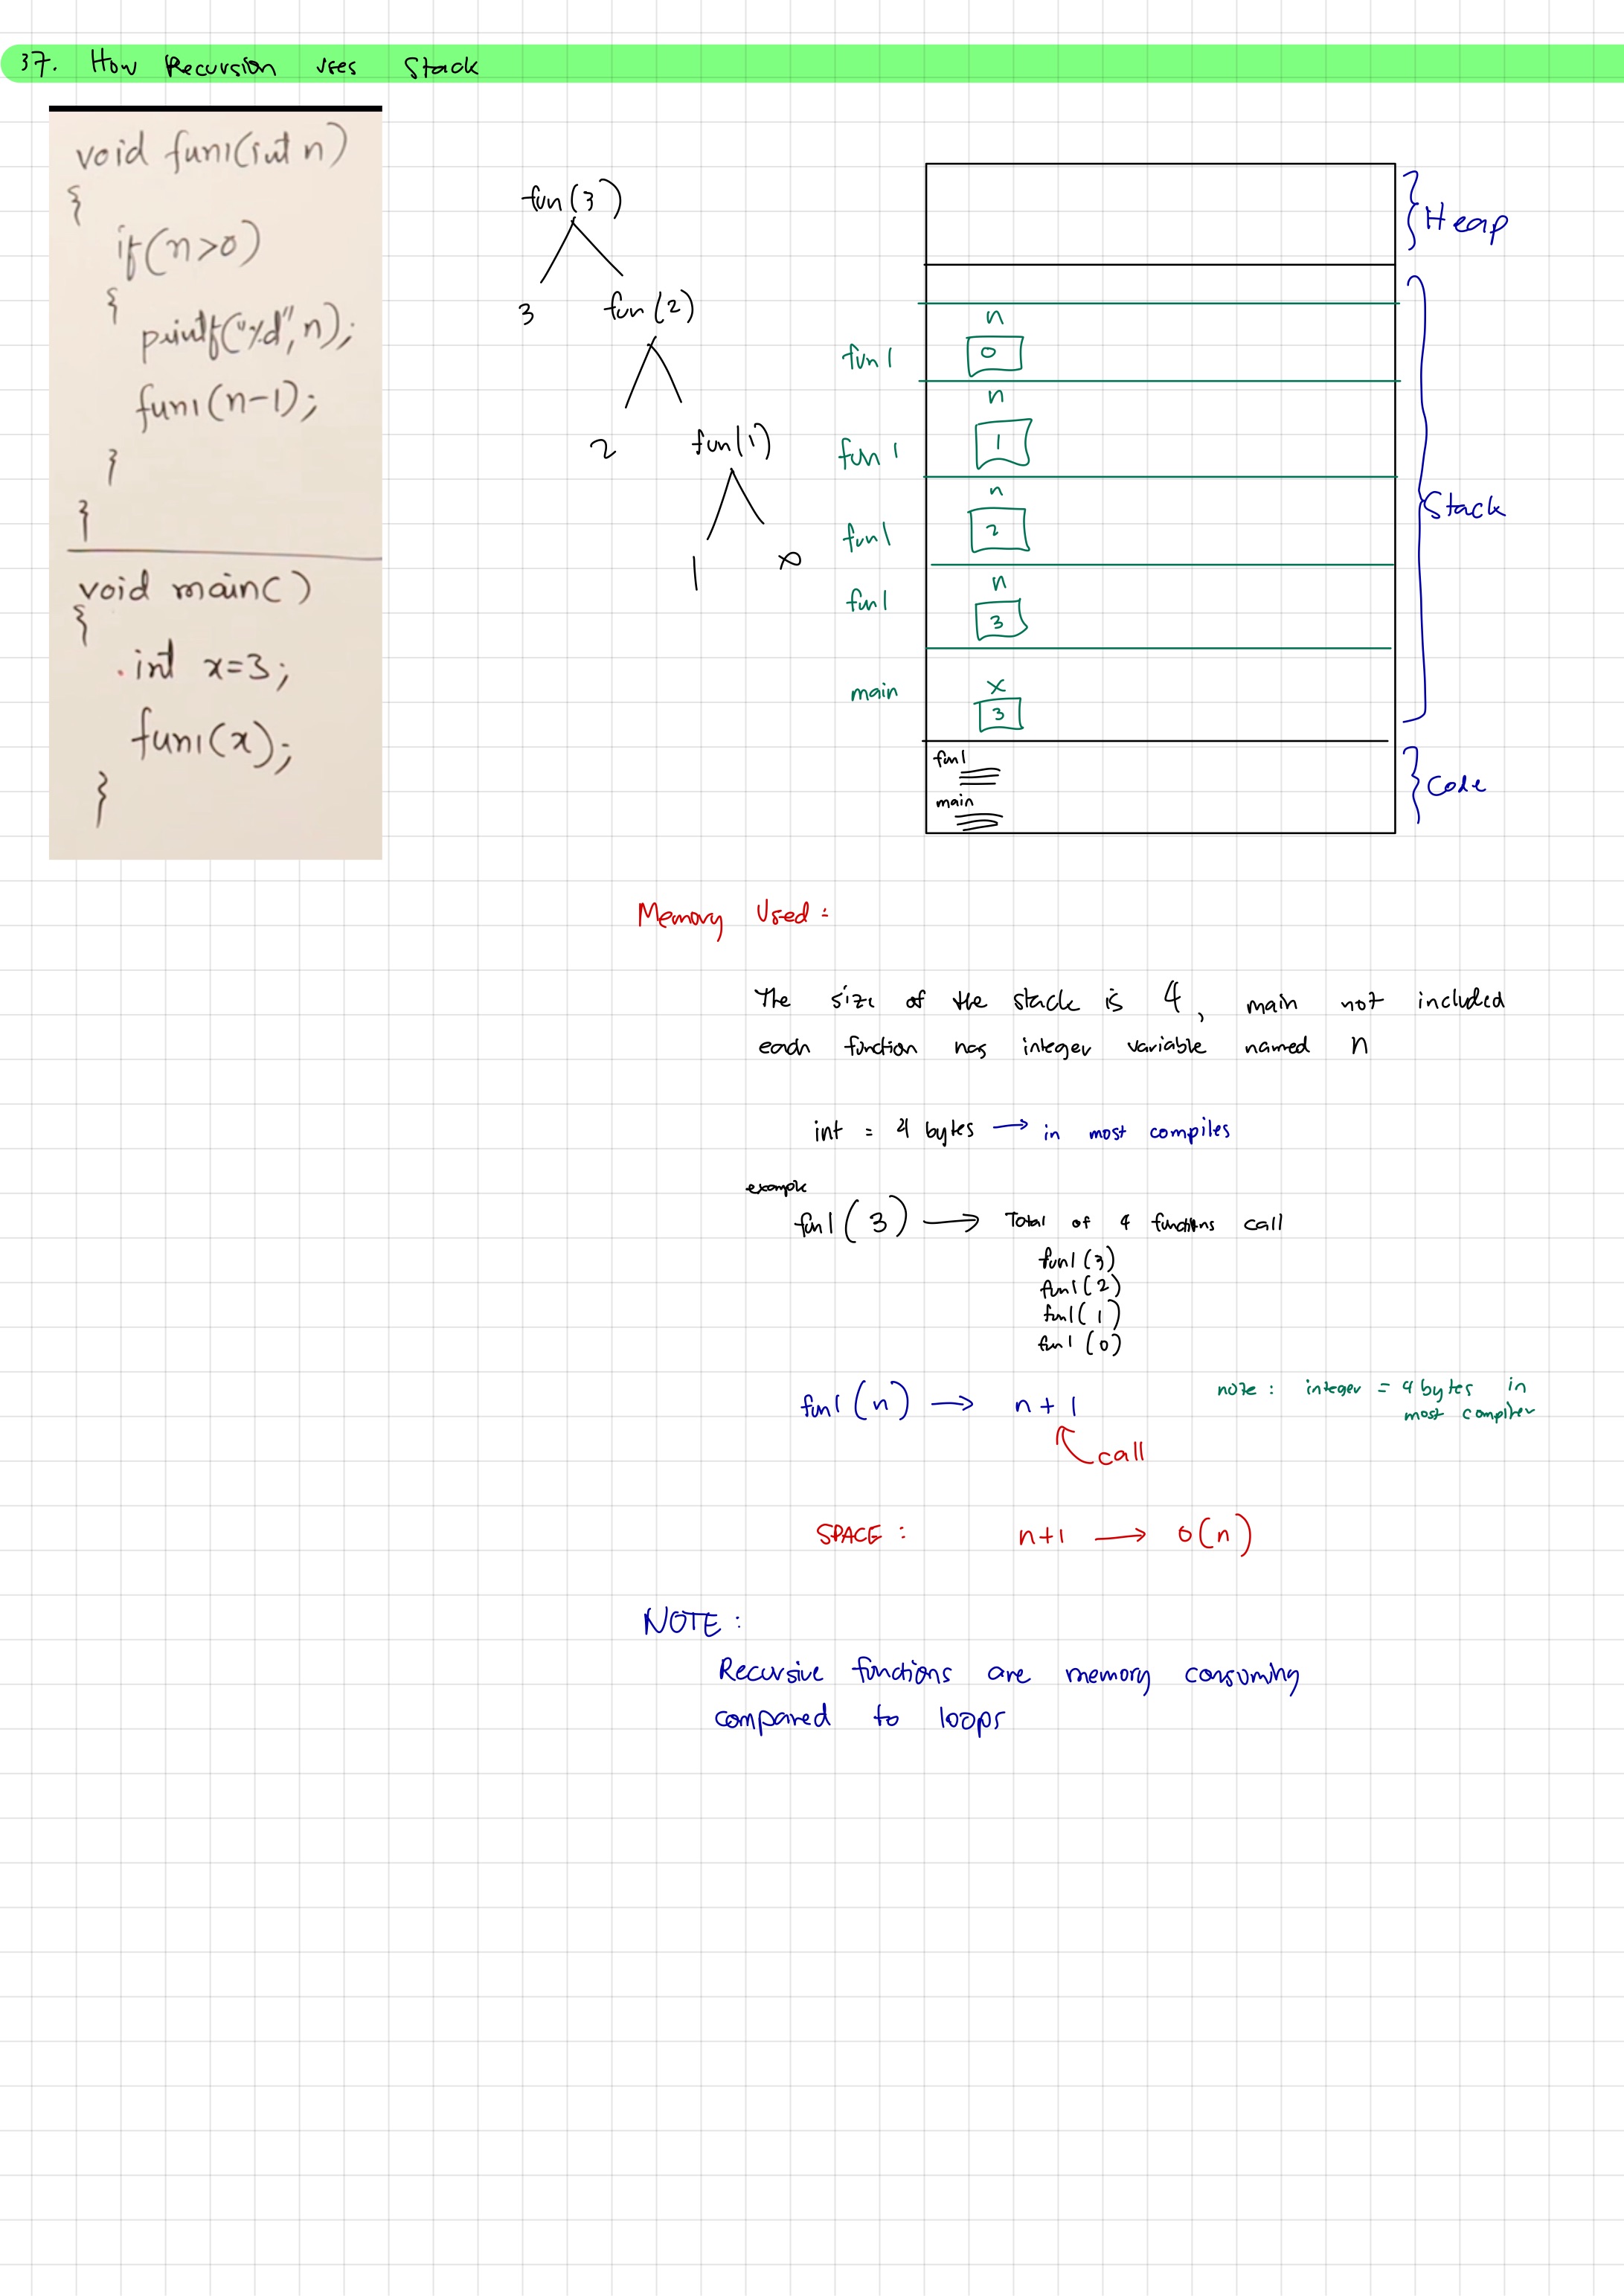 37. How Recursion uses Stack
void fun1(int n)
{
if(n>0)
{
printf("%d",n);
fun1(n-1);
}
}
void main()
{
int x=3;
fun1(x);
}
fun(3)
3 fun(2)
2 fun(1)
1 x
Heap
Stack
n
fun1 0
n
fun1 1
n
fun1 2
n
fun1 3
x
main 3
fun1
main
Code
Memory Used :
The size of the stack is 4, main not included
each function has integer variable named n
int = 4 bytes → in most compiles
example
fun1(3) → Total of 4 functions call
fun1(3)
fun1(2)
fun1(1)
fun1(0)
fun1(n) → n+1
call
note : integer = 4 bytes in
most compiler
SPACE : n+1 → o(n)
NOTE :
Recursive functions are memory consuming
compared to loops